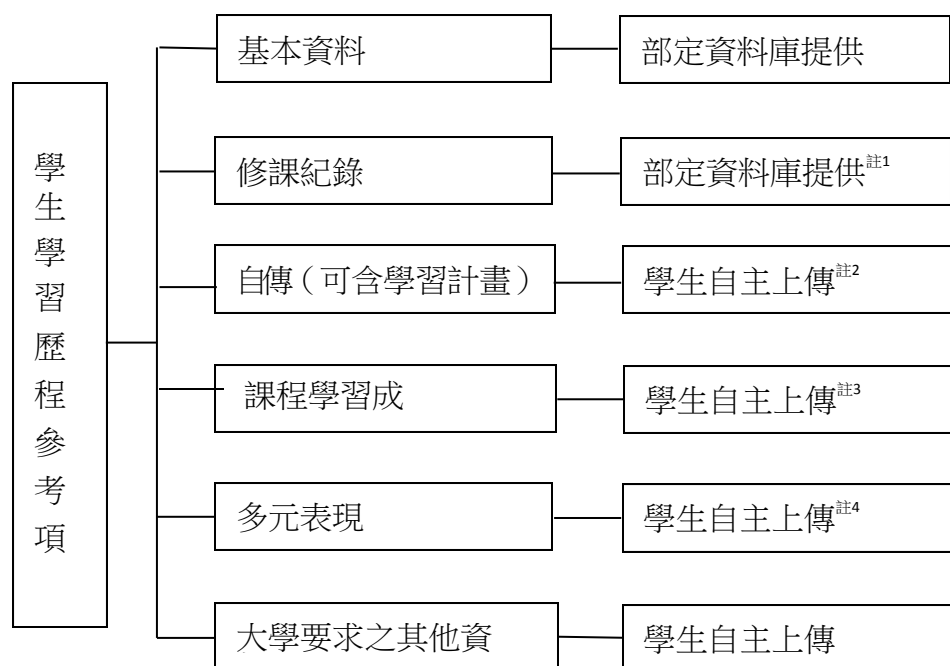 學生學習歷程參考項
基本資料
部定資料庫提供
修課紀錄
部定資料庫提供註1
自傳（可含學習計畫）
學生自主上傳註2
課程學習成
學生自主上傳註3
多元表現
學生自主上傳註4
大學要求之其他資
學生自主上傳